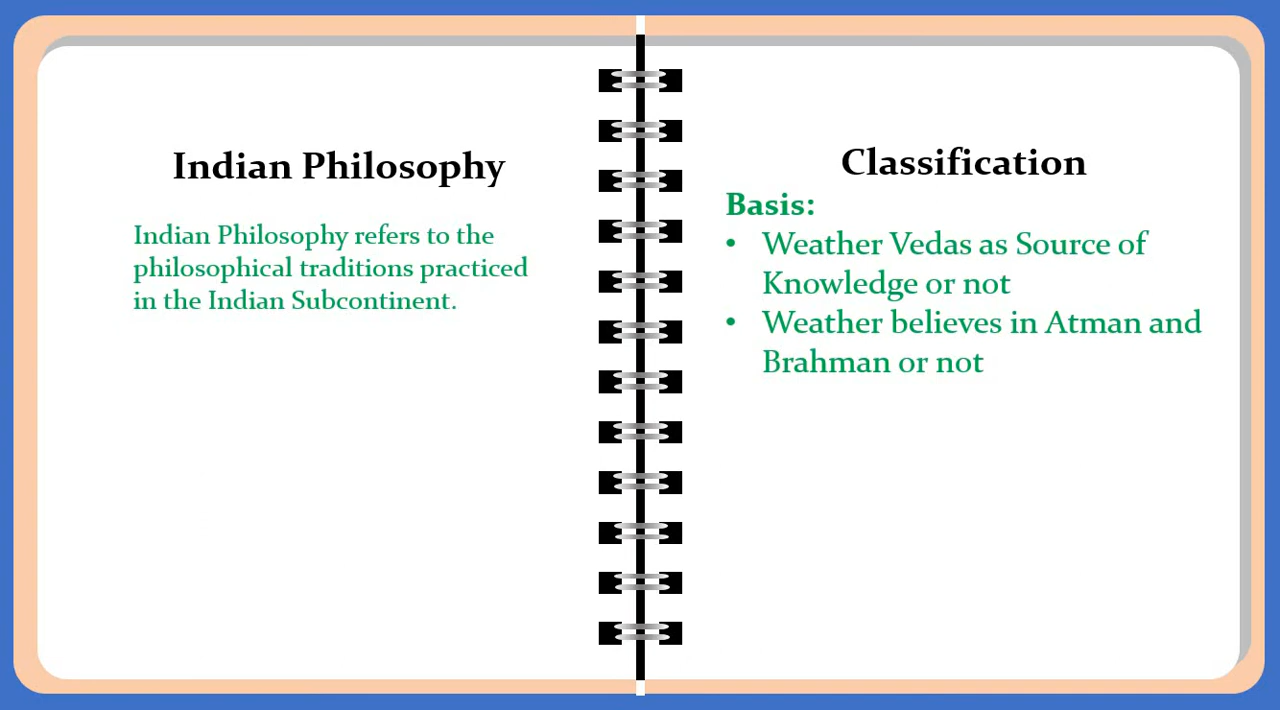 Indian Philosophy
Indian Philosophy refers to the
philosophical traditions practiced
in the Indian Subcontinent.
Classification
Basis:
• Weather Vedas as Source of
Knowledge or not
• Weather believes in Atman and
Brahman or not